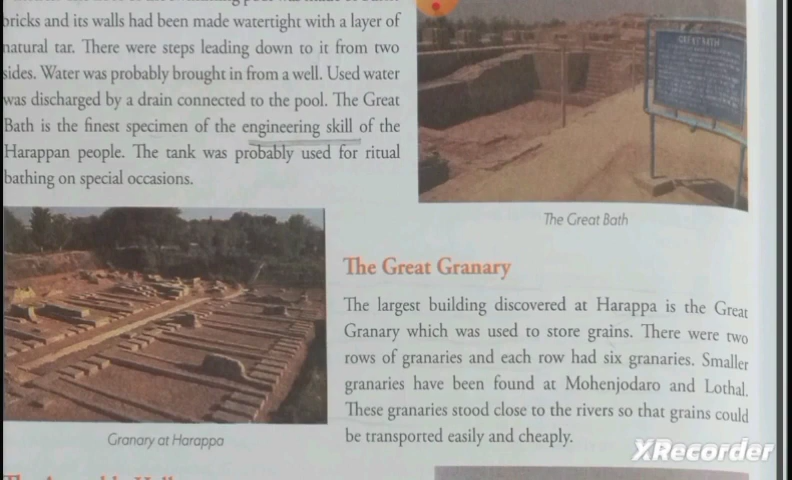 bricks and its walls had been made watertight with a layer of
natural tar. There were steps leading down to it from two
sides. Water was probably brought in from a well. Used water
was discharged by a drain connected to the pool. The Great
Bath is the finest specimen of the engineering skill of the
Harappan people. The tank was probably used for ritual
bathing on special occasions.
GREAT BATH
The Great Bath
Granary at Harappa
The Great Granary
The largest building discovered at Harappa is the Great
Granary which was used to store grains. There were two
rows of granaries and each row had six granaries. Smaller
granaries have been found at Mohenjodaro and Lothal.
These granaries stood close to the rivers so that grains could
be transported easily and cheaply.
XRecorder